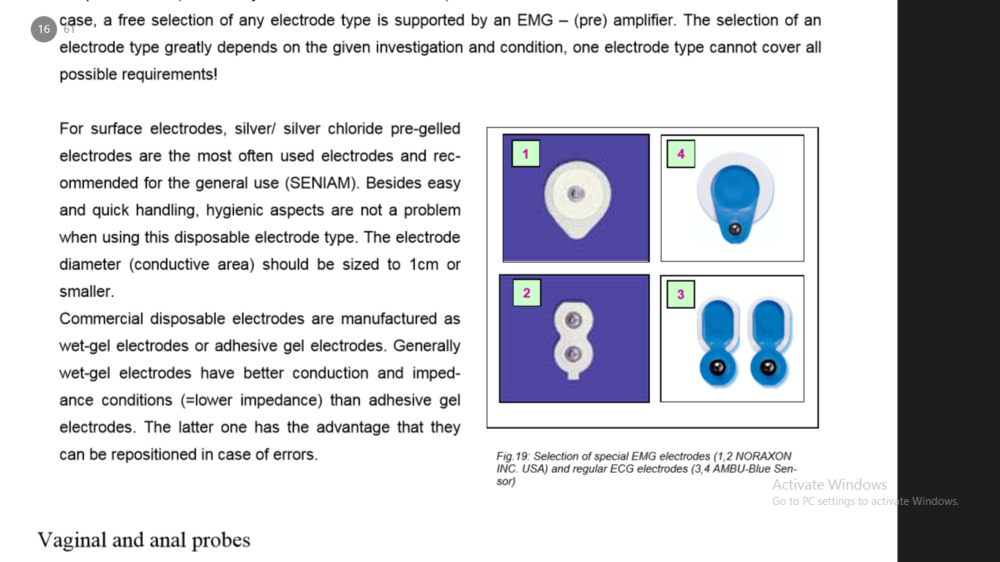 case, a free selection of any electrode type is supported by an EMG – (pre) amplifier. The selection of an
16 61
electrode type greatly depends on the given investigation and condition, one electrode type cannot cover all
possible requirements!
For surface electrodes, silver/ silver chloride pre-gelled
electrodes are the most often used electrodes and rec-
ommended for the general use (SENIAM). Besides easy
and quick handling, hygienic aspects are not a problem
when using this disposable electrode type. The electrode
diameter (conductive area) should be sized to 1cm or
smaller.
Commercial disposable electrodes are manufactured as
wet-gel electrodes or adhesive gel electrodes. Generally
wet-gel electrodes have better conduction and imped-
ance conditions (=lower impedance) than adhesive gel
electrodes. The latter one has the advantage that they
can be repositioned in case of errors.
1
4
2
3
Fig.19: Selection of special EMG electrodes (1,2 NORAXON
INC. USA) and regular ECG electrodes (3,4 AMBU-Blue Sen-
sor)
Activate Windows
Go to PC settings to activate Windows.
Vaginal and anal probes